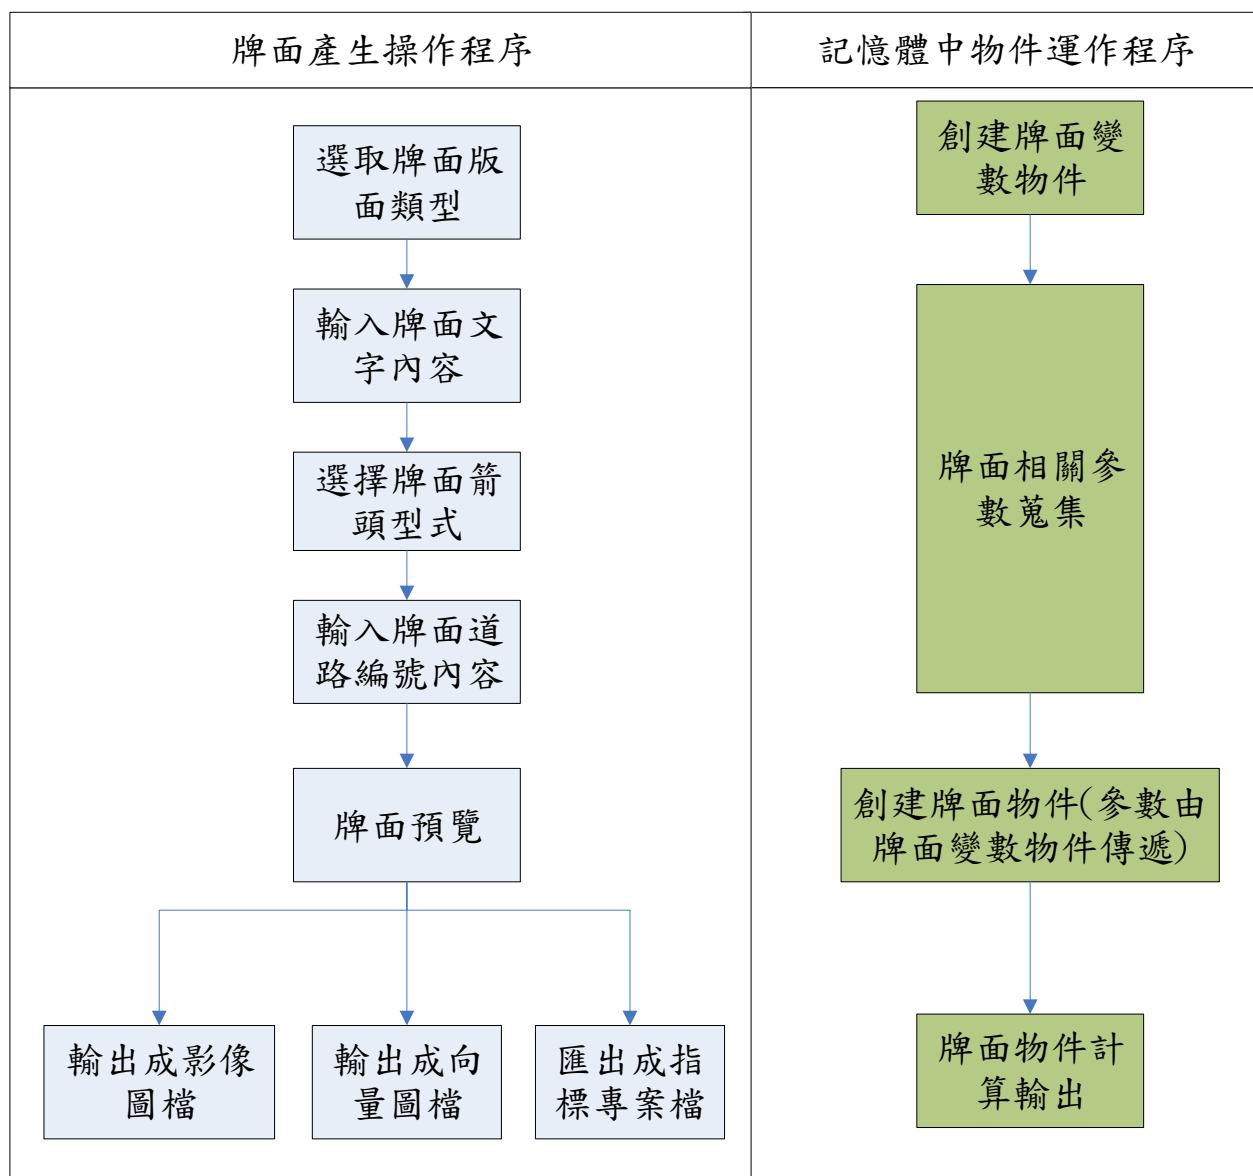 牌面產生操作程序
記憶體中物件運作程序
選取牌面版
面類型
輸入牌面文
字內容
選擇牌面箭
頭型式
輸入牌面道
路編號內容
牌面預覽
輸出成影像
圖檔
輸出成向
量圖檔
匯出成指
標專案檔
創建牌面變
數物件
牌面相關參
數蒐集
創建牌面物件(參數由
牌面變數物件傳遞)
牌面物件計
算輸出